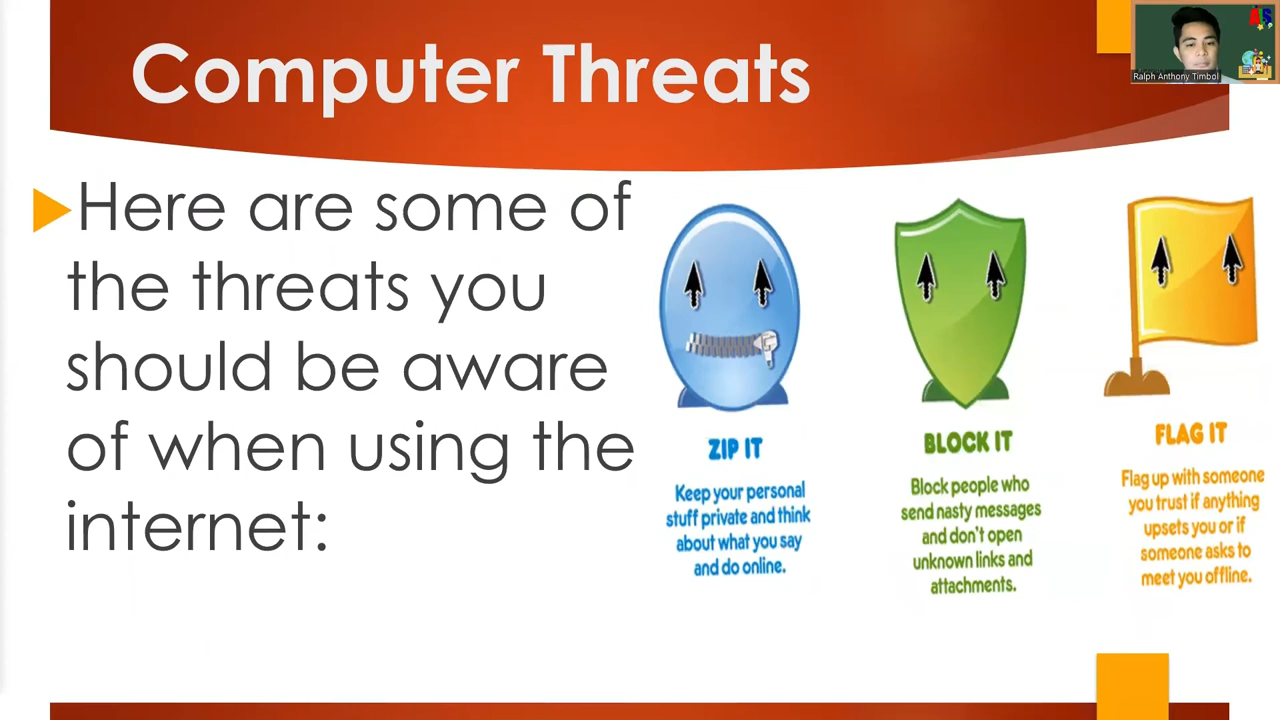 Computer Threats
Ralph Anthony Timbol
Here are some of
the threats you
should be aware
of when using the
internet:
ZIP IT
Keep your personal
stuff private and think
about what you say
and do online.
BLOCK IT
Block people who
send nasty messages
and don't open
unknown links and
attachments.
FLAG IT
Flag up with someone
you trust if anything
upsets you or if
someone asks to
meet you offline.